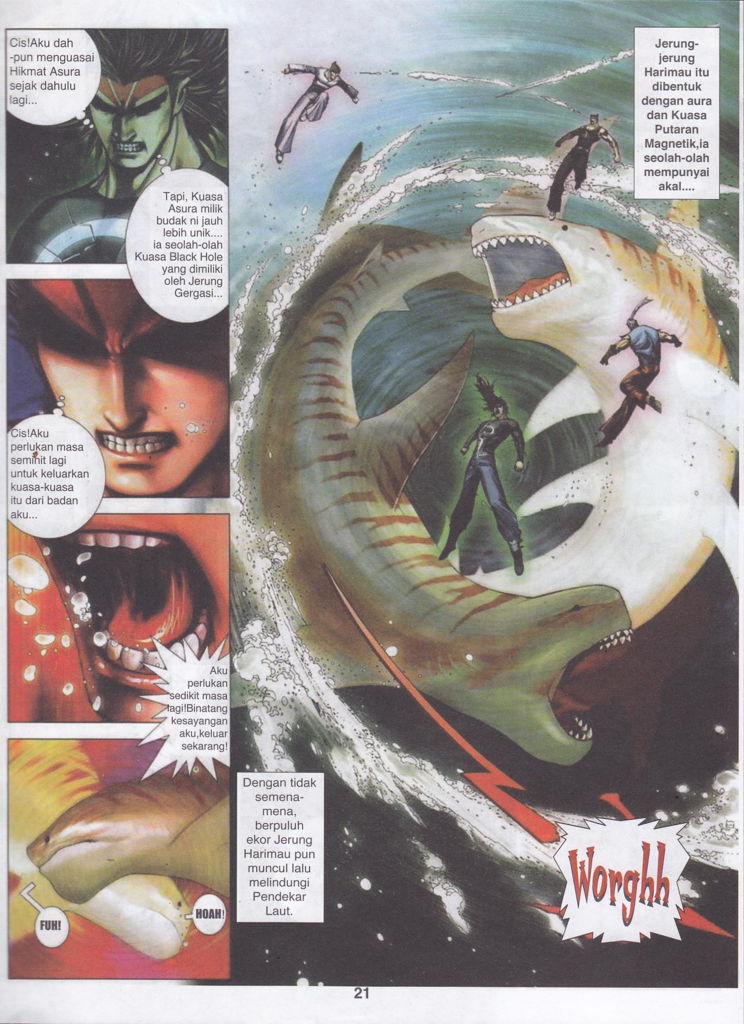 Cis!Aku dah
-pun menguasai
Hikmat Asura
sejak dahulu
lagi...
Tapi, Kuasa
Asura milik
budak ni jauh
lebih unik....
ia seolah-olah
Kuasa Black Hole
yang dimiliki
oleh Jerung
Gergasi...
Cis!Aku
perlukan masa
seminit lagi
untuk keluarkan
kuasa-kuasa
itu dari badan
aku...
Aku
perlukan
sedikit masa
lagi!Binatang
kesayangan
aku,keluar
sekarang!
FUH!
HOAH!
Jerung-
jerung
Harimau itu
dibentuk
dengan aura
dan Kuasa
Putaran
Magnetik,ia
seolah-olah
mempunyai
akal....
Dengan tidak
semena-
mena,
berpuluh
ekor Jerung
Harimau pun
muncul lalu
melindungi
Pendekar
Laut.
Worghh
21